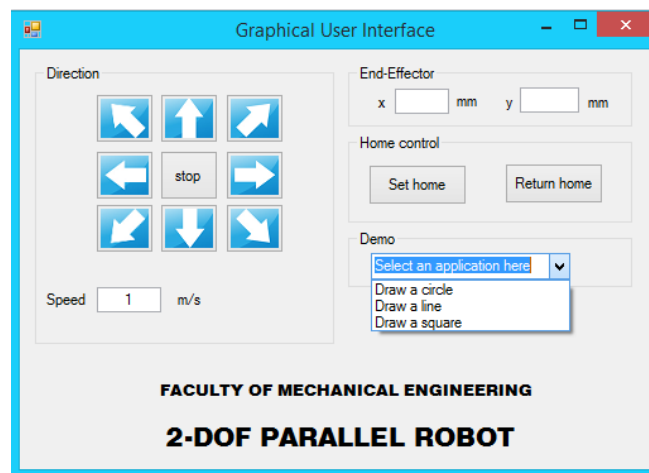 Graphical User Interface
Direction
stop
Speed 1 m/s
End-Effector
x mm y mm
Home control
Set home Return home
Demo
Select an application here
Draw a circle
Draw a line
Draw a square
FACULTY OF MECHANICAL ENGINEERING
2-DOF PARALLEL ROBOT